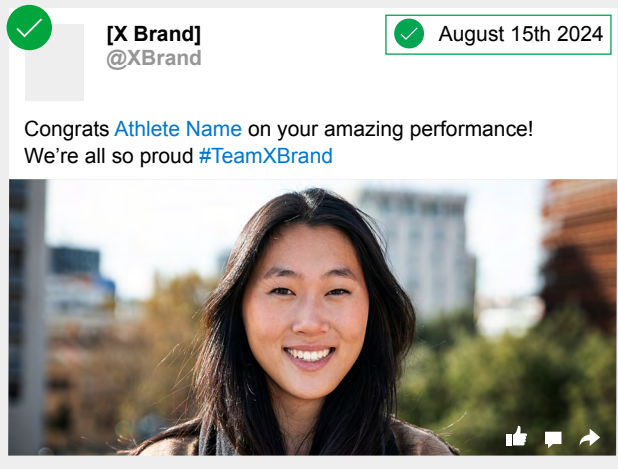 [X Brand]
@XBrand
August 15th 2024
Congrats Athlete Name on your amazing performance!
We’re all so proud #TeamXBrand